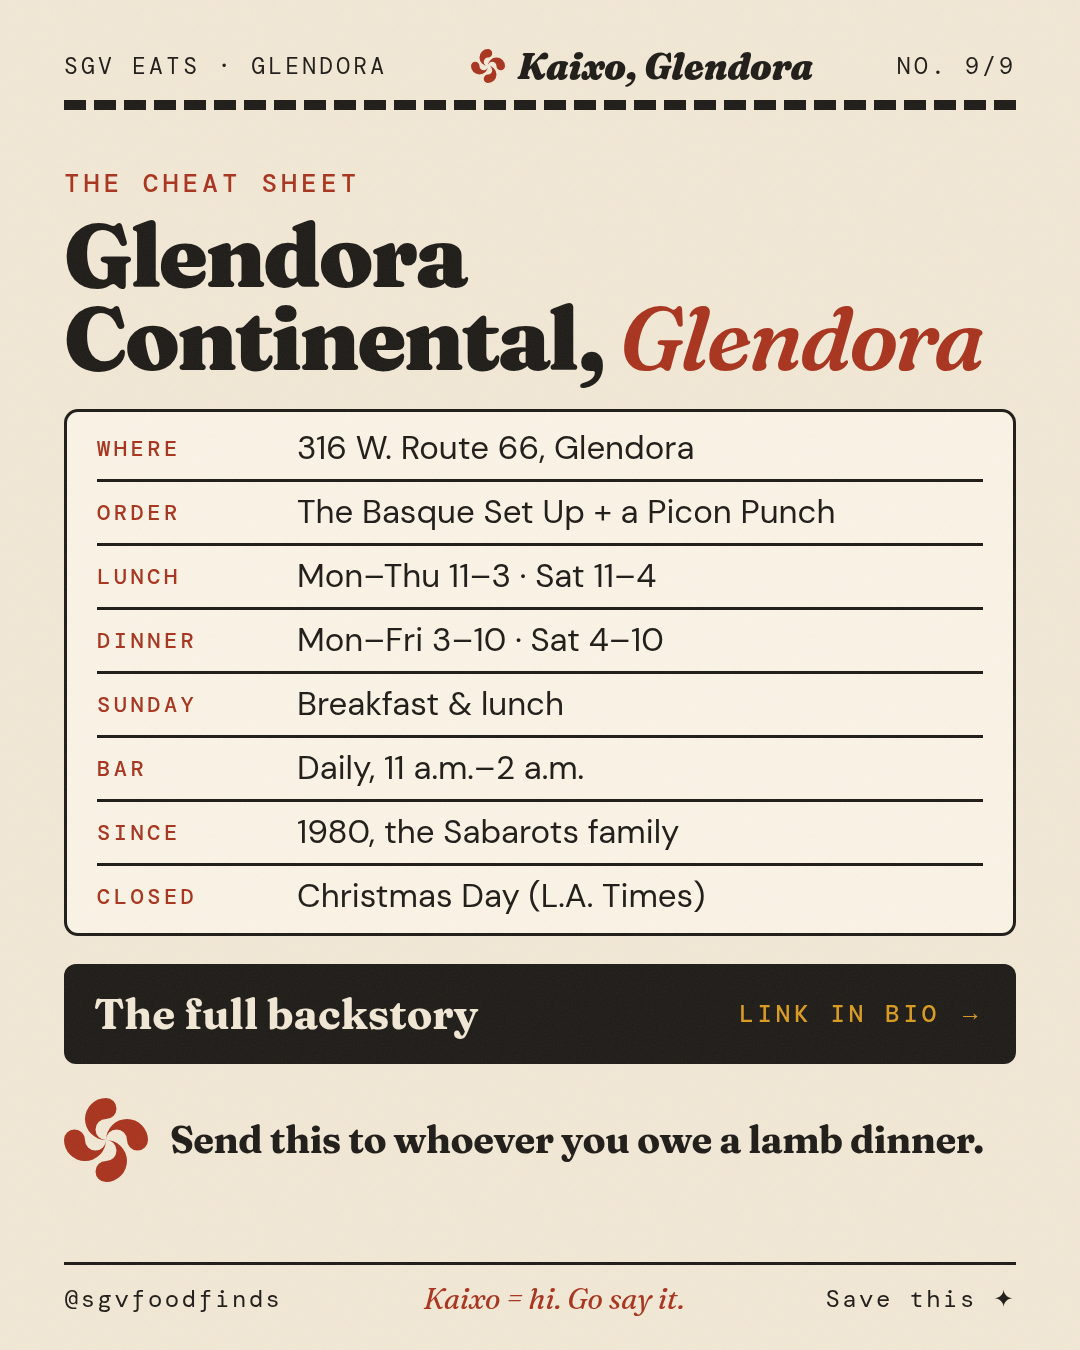 SGV EATS · GLENDORA
Kaixo, Glendora
NO. 9/9
THE CHEAT SHEET
Glendora
Continental, Glendora
WHERE 316 W. Route 66, Glendora
ORDER The Basque Set Up + a Picon Punch
LUNCH Mon–Thu 11–3 · Sat 11–4
DINNER Mon–Fri 3–10 · Sat 4–10
SUNDAY Breakfast & lunch
BAR Daily, 11 a.m.–2 a.m.
SINCE 1980, the Sabarots family
CLOSED Christmas Day (L.A. Times)
The full backstory LINK IN BIO →
Send this to whoever you owe a lamb dinner.
@sgvfoodfinds
Kaixo = hi. Go say it.
Save this ✦